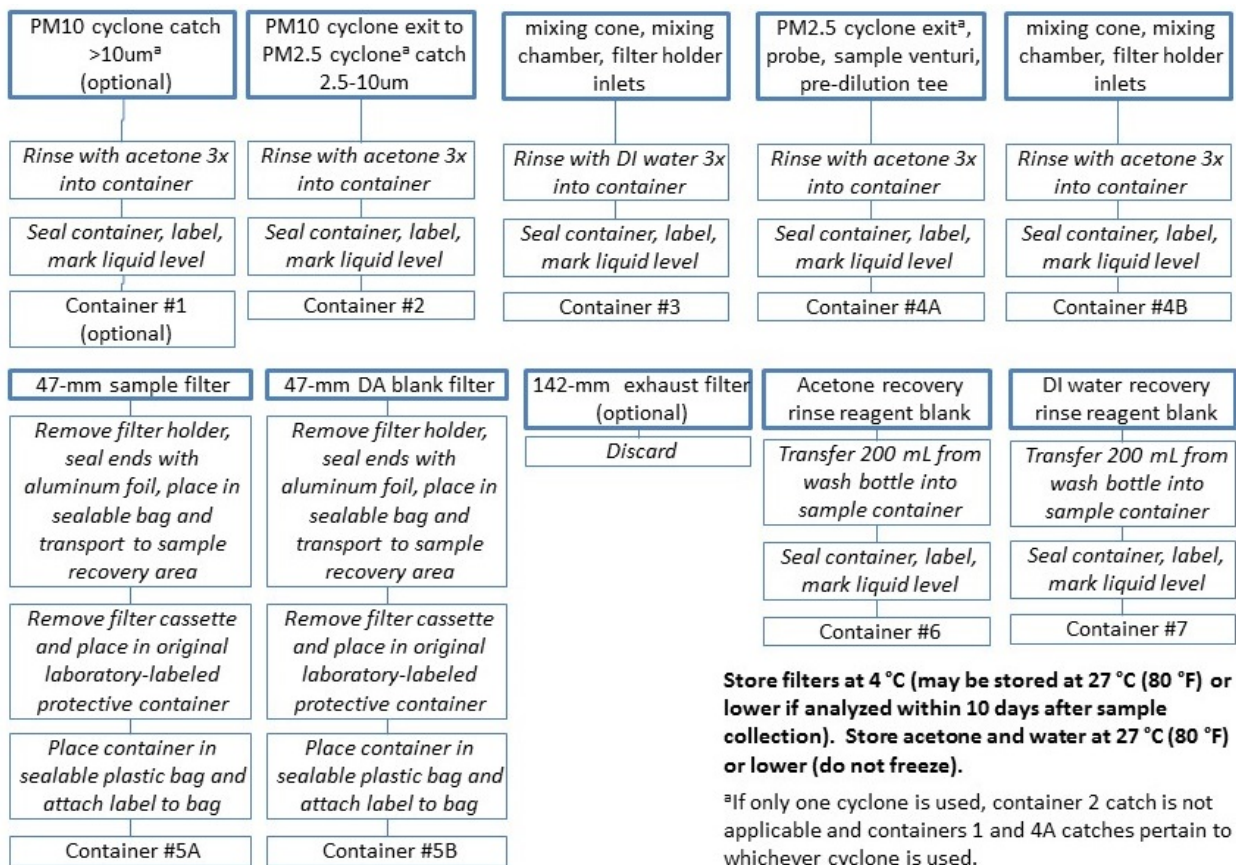 PM10 cyclone catch
>10umª
(optional)
Rinse with acetone 3x
into container
Seal container, label,
mark liquid level
Container #1
(optional)
PM10 cyclone exit to
PM2.5 cycloneª catch
2.5-10um
Rinse with acetone 3x
into container
Seal container, label,
mark liquid level
Container #2
mixing cone, mixing
chamber, filter holder
inlets
Rinse with DI water 3x
into container
Seal container, label,
mark liquid level
Container #3
PM2.5 cyclone exitª,
probe, sample venturi,
pre-dilution tee
Rinse with acetone 3x
into container
Seal container, label,
mark liquid level
Container #4A
mixing cone, mixing
chamber, filter holder
inlets
Rinse with acetone 3x
into container
Seal container, label,
mark liquid level
Container #4B
47-mm sample filter
Remove filter holder,
seal ends with
aluminum foil, place in
sealable bag and
transport to sample
recovery area
Remove filter cassette
and place in original
laboratory-labeled
protective container
Place container in
sealable plastic bag and
attach label to bag
Container #5A
47-mm DA blank filter
Remove filter holder,
seal ends with
aluminum foil, place in
sealable bag and
transport to sample
recovery area
Remove filter cassette
and place in original
laboratory-labeled
protective container
Place container in
sealable plastic bag and
attach label to bag
Container #5B
142-mm exhaust filter
(optional)
Discard
Acetone recovery
rinse reagent blank
Transfer 200 mL from
wash bottle into
sample container
Seal container, label,
mark liquid level
Container #6
DI water recovery
rinse reagent blank
Transfer 200 mL from
wash bottle into
sample container
Seal container, label,
mark liquid level
Container #7
Store filters at 4 °C (may be stored at 27 °C (80 °F) or
lower if analyzed within 10 days after sample
collection). Store acetone and water at 27 °C (80 °F)
or lower (do not freeze).
ªIf only one cyclone is used, container 2 catch is not
applicable and containers 1 and 4A catches pertain to
whichever cyclone is used.